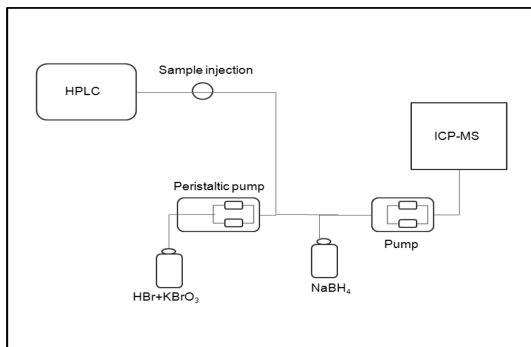 Sample injection
HPLC
ICP-MS
Peristaltic pump
Pump
HBr+KBrO₃
NaBH₄